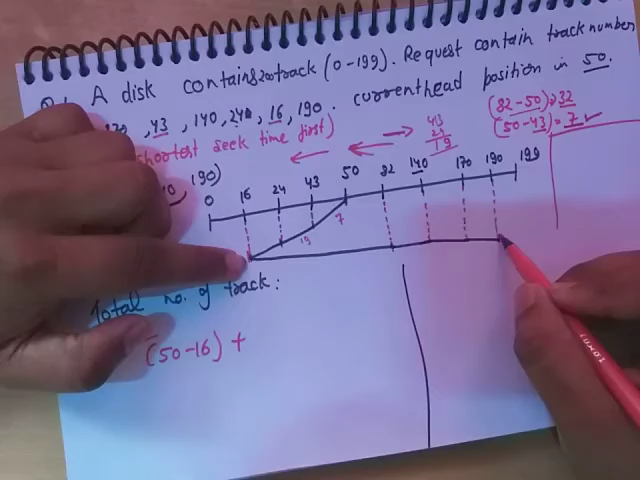 A disk contains 200 track (0-199). Request contain track number
170, 43, 140, 24, 16, 190. current head position in 50.
(82-50)=32
(50-43)=7
shortest seek time first)
43
24
19
190)
0 16 24 43 50 82 140 170 190 199
7
19
Total no. of track:
(50-16) +